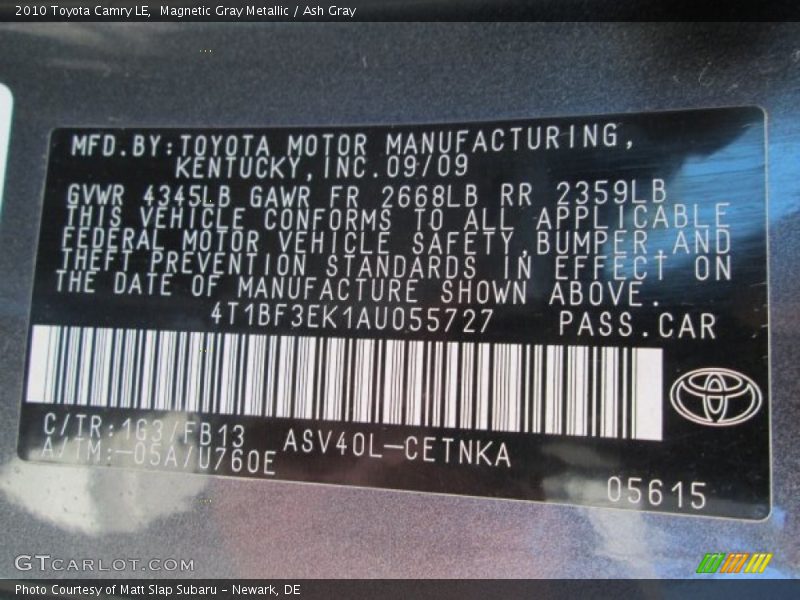 2010 Toyota Camry LE,  Magnetic Gray Metallic / Ash Gray
MFD.BY:TOYOTA MOTOR MANUFACTURING,
KENTUCKY,INC.09/09
GVWR 4345LB GAWR FR 2668LB RR 2359LB
THIS VEHICLE CONFORMS TO ALL APPLICABLE
FEDERAL MOTOR VEHICLE SAFETY,BUMPER,AND
THEFT PREVENTION STANDARDS IN EFFECT ON
THE DATE OF MANUFACTURE SHOWN ABOVE.
4T1BF3EK1AU055727 PASS.CAR
C/TR:1G3/FB13 ASV40L-CETNKA
A/TM:-05A/U760E
05615
GTCARLOT.COM
Photo Courtesy of Matt Slap Subaru - Newark, DE